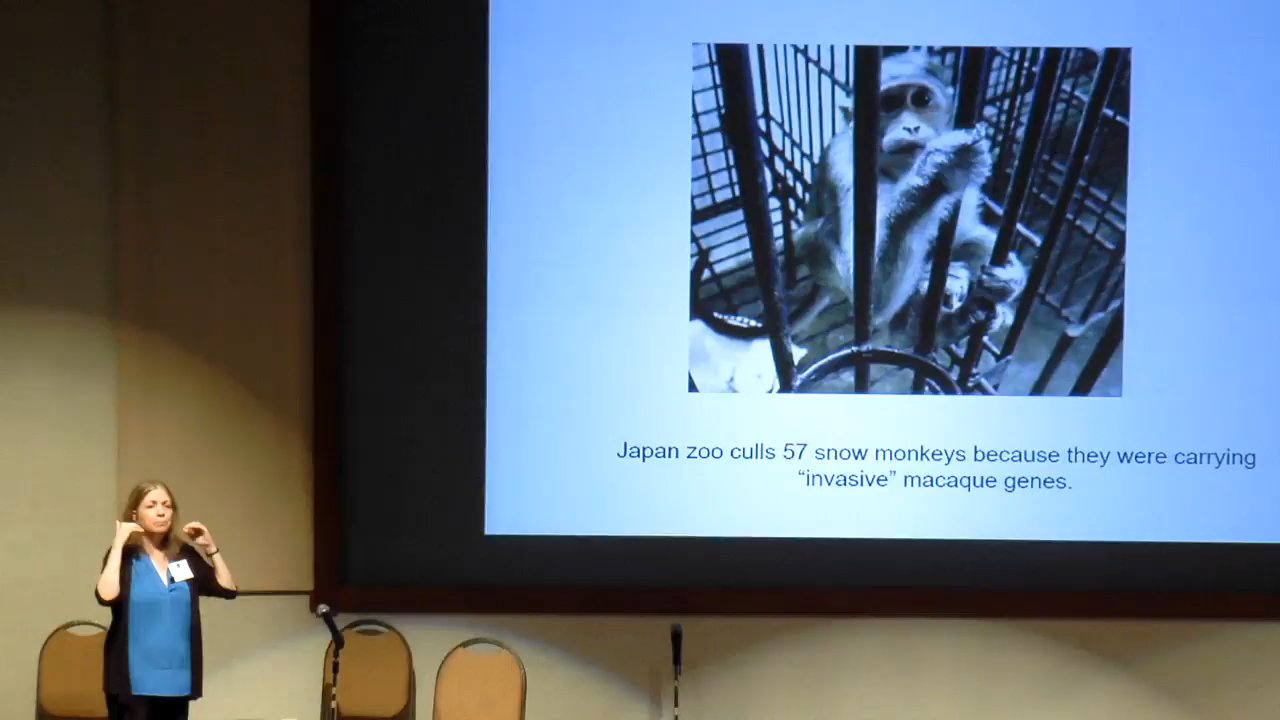 Japan zoo culls 57 snow monkeys because they were carrying
“invasive” macaque genes.